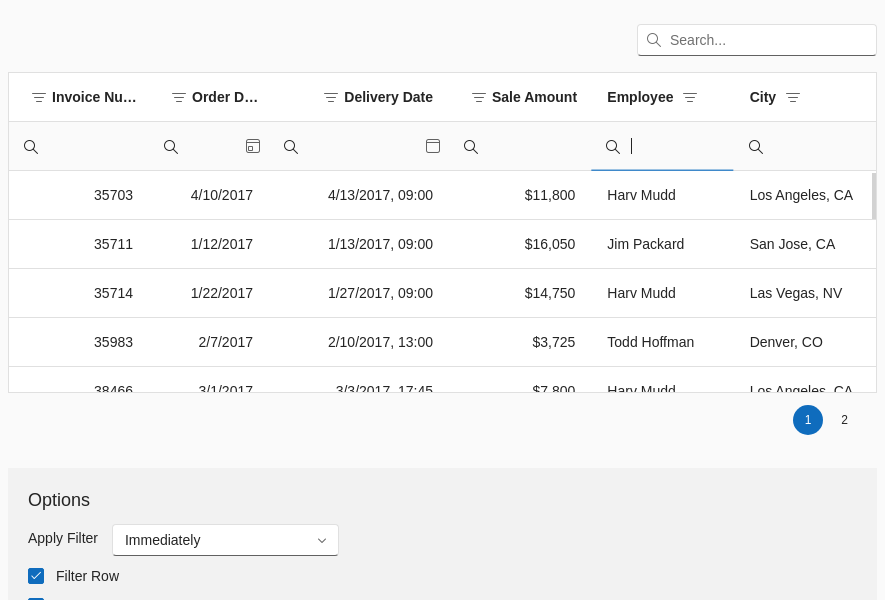 Search...
Invoice Nu... Order D... Delivery Date Sale Amount Employee City
35703 4/10/2017 4/13/2017, 09:00 $11,800 Harv Mudd Los Angeles, CA
35711 1/12/2017 1/13/2017, 09:00 $16,050 Jim Packard San Jose, CA
35714 1/22/2017 1/27/2017, 09:00 $14,750 Harv Mudd Las Vegas, NV
35983 2/7/2017 2/10/2017, 13:00 $3,725 Todd Hoffman Denver, CO
38466 3/1/2017 3/3/2017, 17:45 $7,800 Harv Mudd Los Angeles, CA
1 2
Options
Apply Filter Immediately
Filter Row